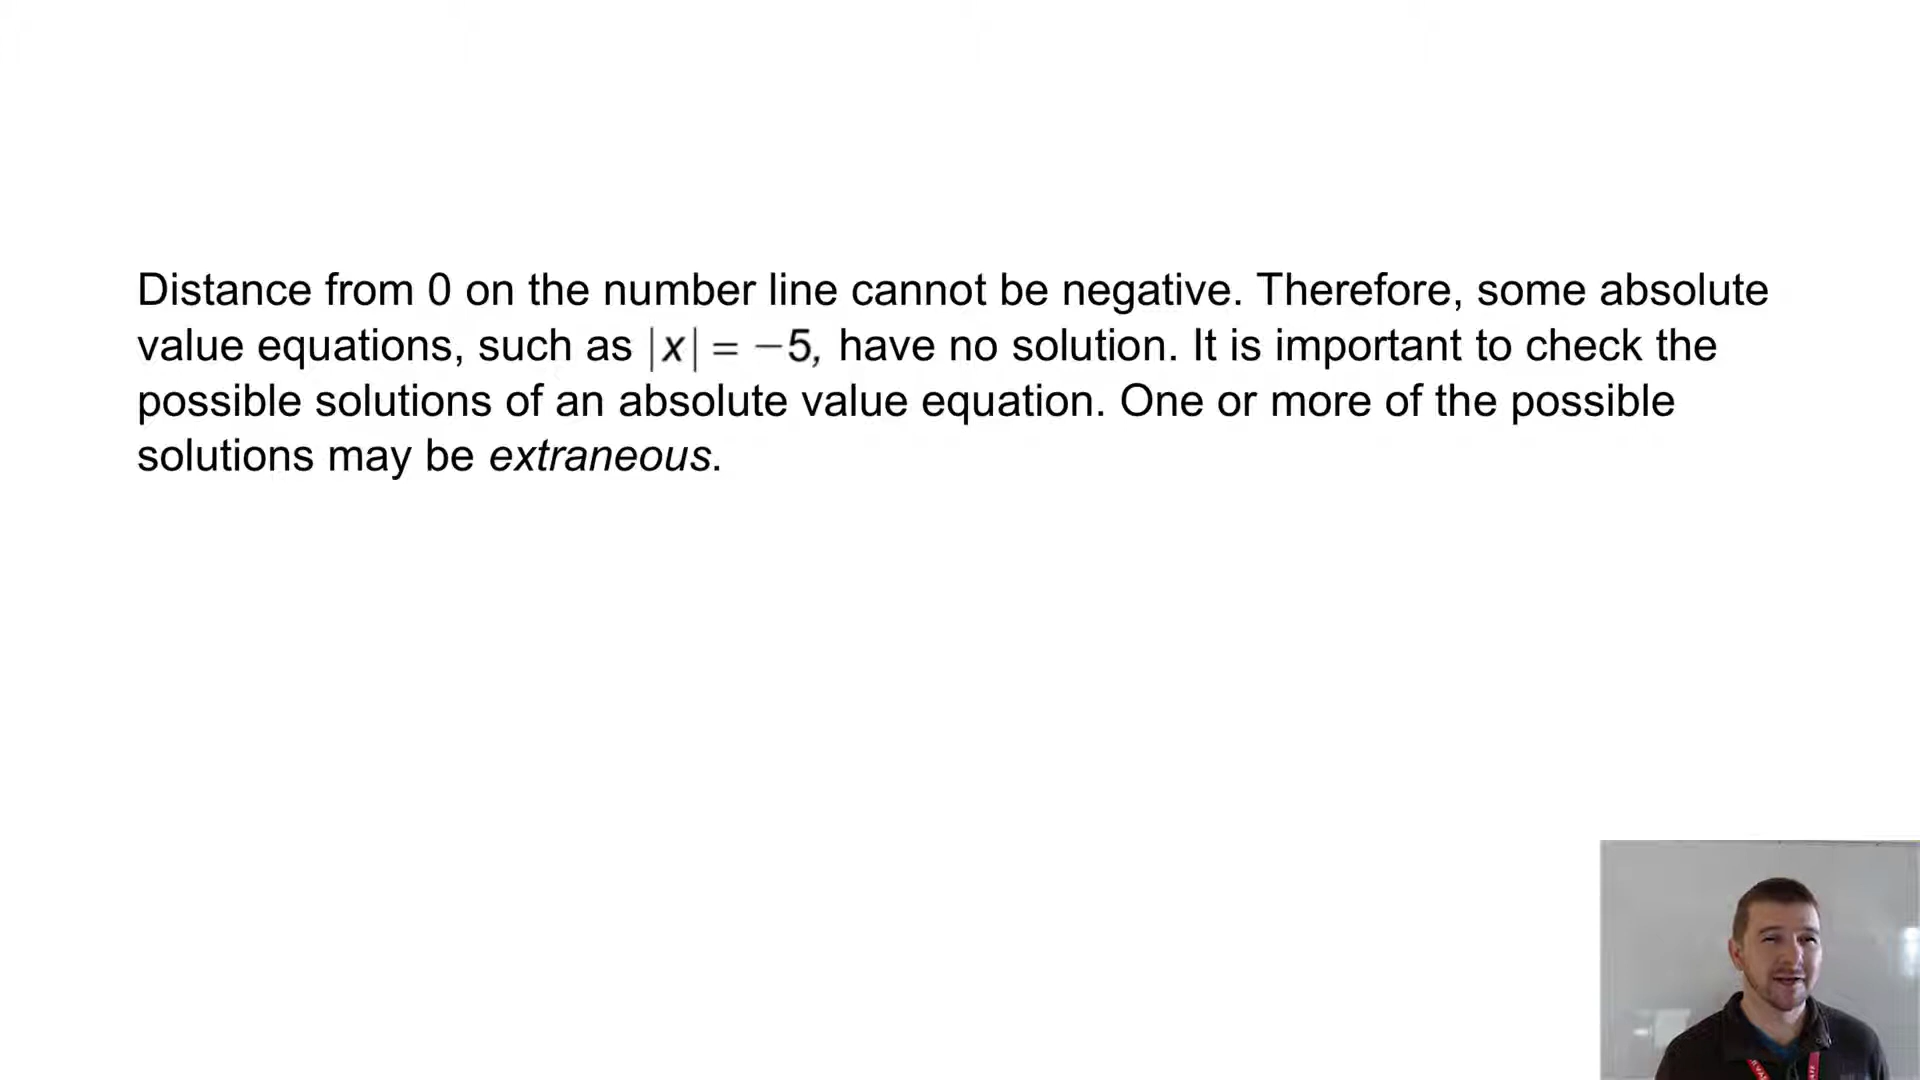 Distance from 0 on the number line cannot be negative. Therefore, some absolute
value equations, such as |x| = −5, have no solution. It is important to check the
possible solutions of an absolute value equation. One or more of the possible
solutions may be extraneous.